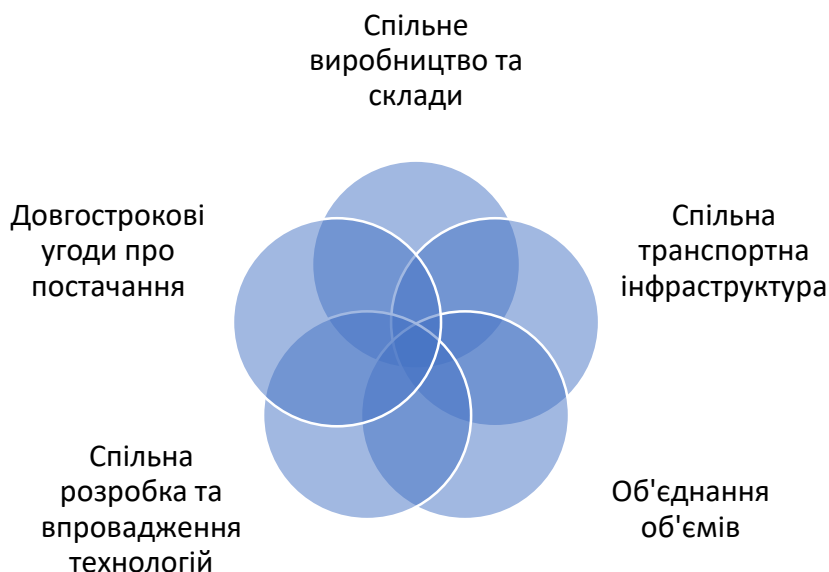 Спільне
виробництво та
склади
Довгострокові
угоди про
постачання
Спільна
транспортна
інфраструктура
Спільна
розробка та
впровадження
технологій
Об'єднання
об'ємів